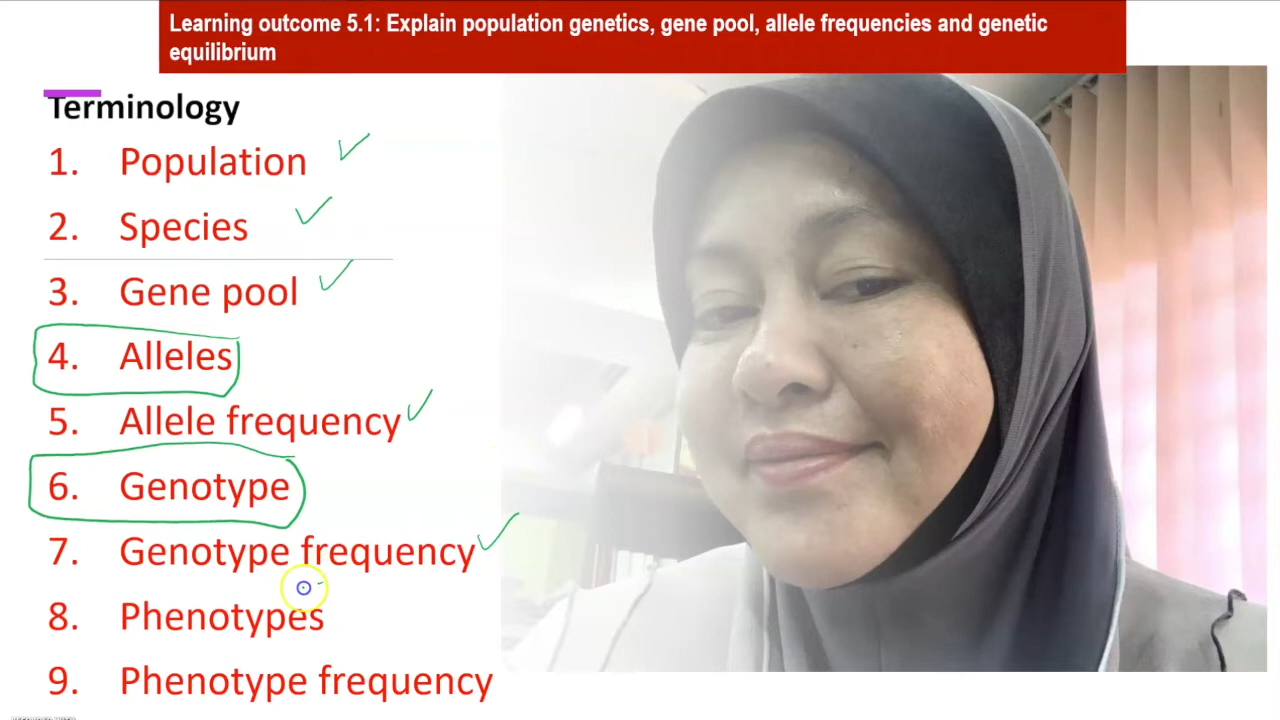 Learning outcome 5.1: Explain population genetics, gene pool, allele frequencies and genetic
equilibrium
Terminology
1. Population
2. Species
3. Gene pool
4. Alleles
5. Allele frequency
6. Genotype
7. Genotype frequency
8. Phenotypes
9. Phenotype frequency